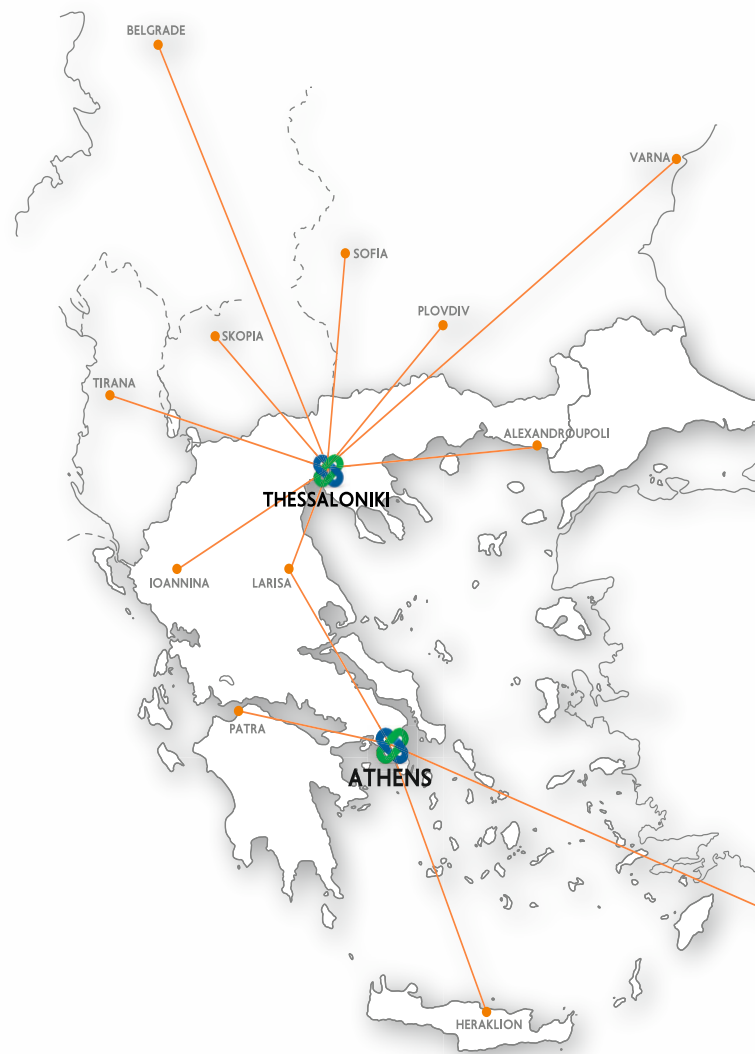 BELGRADE
VARNA
SOFIA
PLOVDIV
SKOPIA
TIRANA
ALEXANDROUPOLI
THESSALONIKI
IOANNINA
LARISA
PATRA
ATHENS
HERAKLION